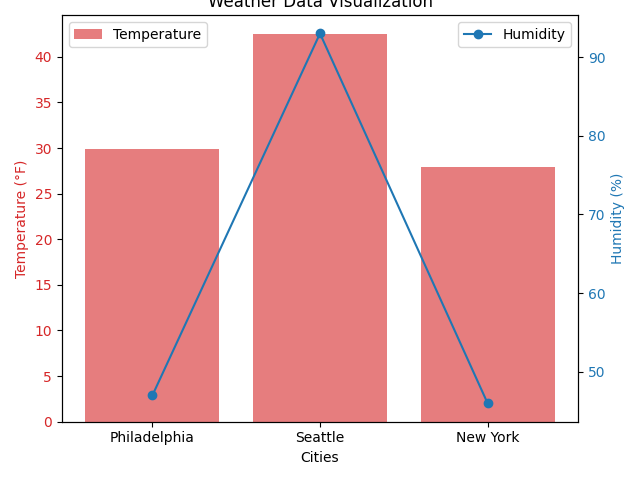 Weather Data Visualization
Temperature
Humidity
40
35
30
25
20
15
10
5
0
Temperature (°F)
90
80
70
60
50
Humidity (%)
Philadelphia
Seattle
New York
Cities